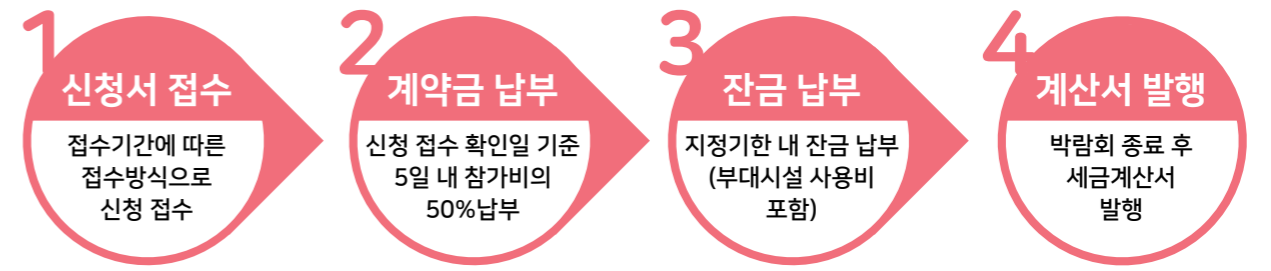 1
신청서 접수
접수기간에 따른
접수방식으로
신청 접수
2
계약금 납부
신청 접수 확인일 기준
5일 내 참가비의
50%납부
3
잔금 납부
지정기한 내 잔금 납부
(부대시설 사용비
포함)
4
계산서 발행
박람회 종료 후
세금계산서
발행